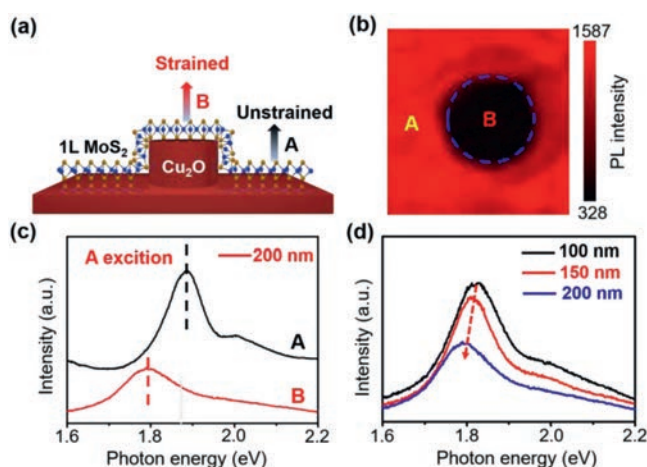 (a)
Strained
B
Unstrained
A
1L MoS₂
Cu₂O
(b)
A
B
1587
PL intensity
328
(c)
A excition
200 nm
A
B
Intensity (a.u.)
1.6 1.8 2.0 2.2
Photon energy (eV)
(d)
100 nm
150 nm
200 nm
Intensity (a.u.)
1.6 1.8 2.0 2.2
Photon energy (eV)